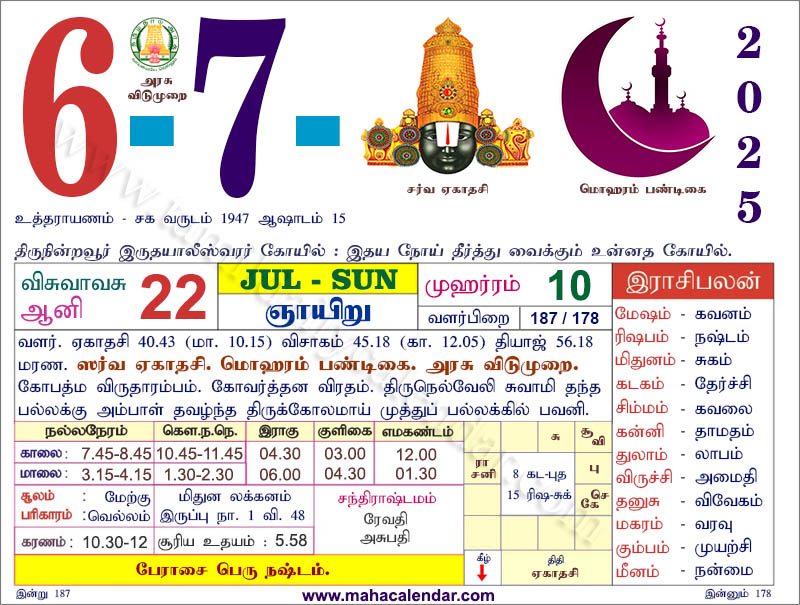 6-7-
2025
அரசு
விடுமுறை
சர்வ ஏகாதசி
மொஹரம் பண்டிகை
உத்தராயணம் - சக வருடம் 1947 ஆஷாடம் 15
திருநின்றவூர் இருதயாலீஸ்வரர் கோயில் : இதய நோய் தீர்த்து வைக்கும் உன்னத கோயில்.
விசுவாவசு
ஆனி
22
JUL - SUN
ஞாயிறு
முஹர்ரம்
10
வளர்பிறை
187 / 178
வளர். ஏகாதசி 40.43 (மா. 10.15) விசாகம் 45.18 (கா. 12.05) தியாஜ் 56.18
மரண. ஸர்வ ஏகாதசி. மொஹரம் பண்டிகை. அரசு விடுமுறை.
கோபத்ம விருதாரம்பம். கோவர்த்தன விரதம். திருநெல்வேலி சுவாமி தந்த
பல்லக்கு அம்பாள் தவழ்ந்த திருக்கோலமாய் முத்துப் பல்லக்கில் பவனி.
நல்லநேரம் கௌ.ந.நெ. இராகு குளிகை எமகண்டம்
காலை: 7.45-8.45 10.45-11.45 04.30 03.00 12.00
மாலை: 3.15-4.15 1.30-2.30 06.00 04.30 01.30
சூலம் : மேற்கு
பரிகாரம் :வெல்லம்
மிதுன லக்கனம்
இருப்பு நா. 1 வி. 48
சந்திராஷ்டமம்
ரேவதி
அசுபதி
கரணம்: 10.30-12
சூரிய உதயம் : 5.58
சு
சூ
வி
ரா
சனி
8 கட-புத
15 ரிஷ-சுக்
பு
செ
கே
கீழ்
திதி
ஏகாதசி
பேராசை பெரு நஷ்டம்.
இராசிபலன்
மேஷம் - கவனம்
ரிஷபம் - நஷ்டம்
மிதுனம் - சுகம்
கடகம் - தேர்ச்சி
சிம்மம் - கவலை
கன்னி - தாமதம்
துலாம் - லாபம்
விருச்சி - அமைதி
தனுசு - விவேகம்
மகரம் - வரவு
கும்பம் - முயற்சி
மீனம் - நன்மை
இன்று 187
www.mahacalendar.com
இன்னும் 178